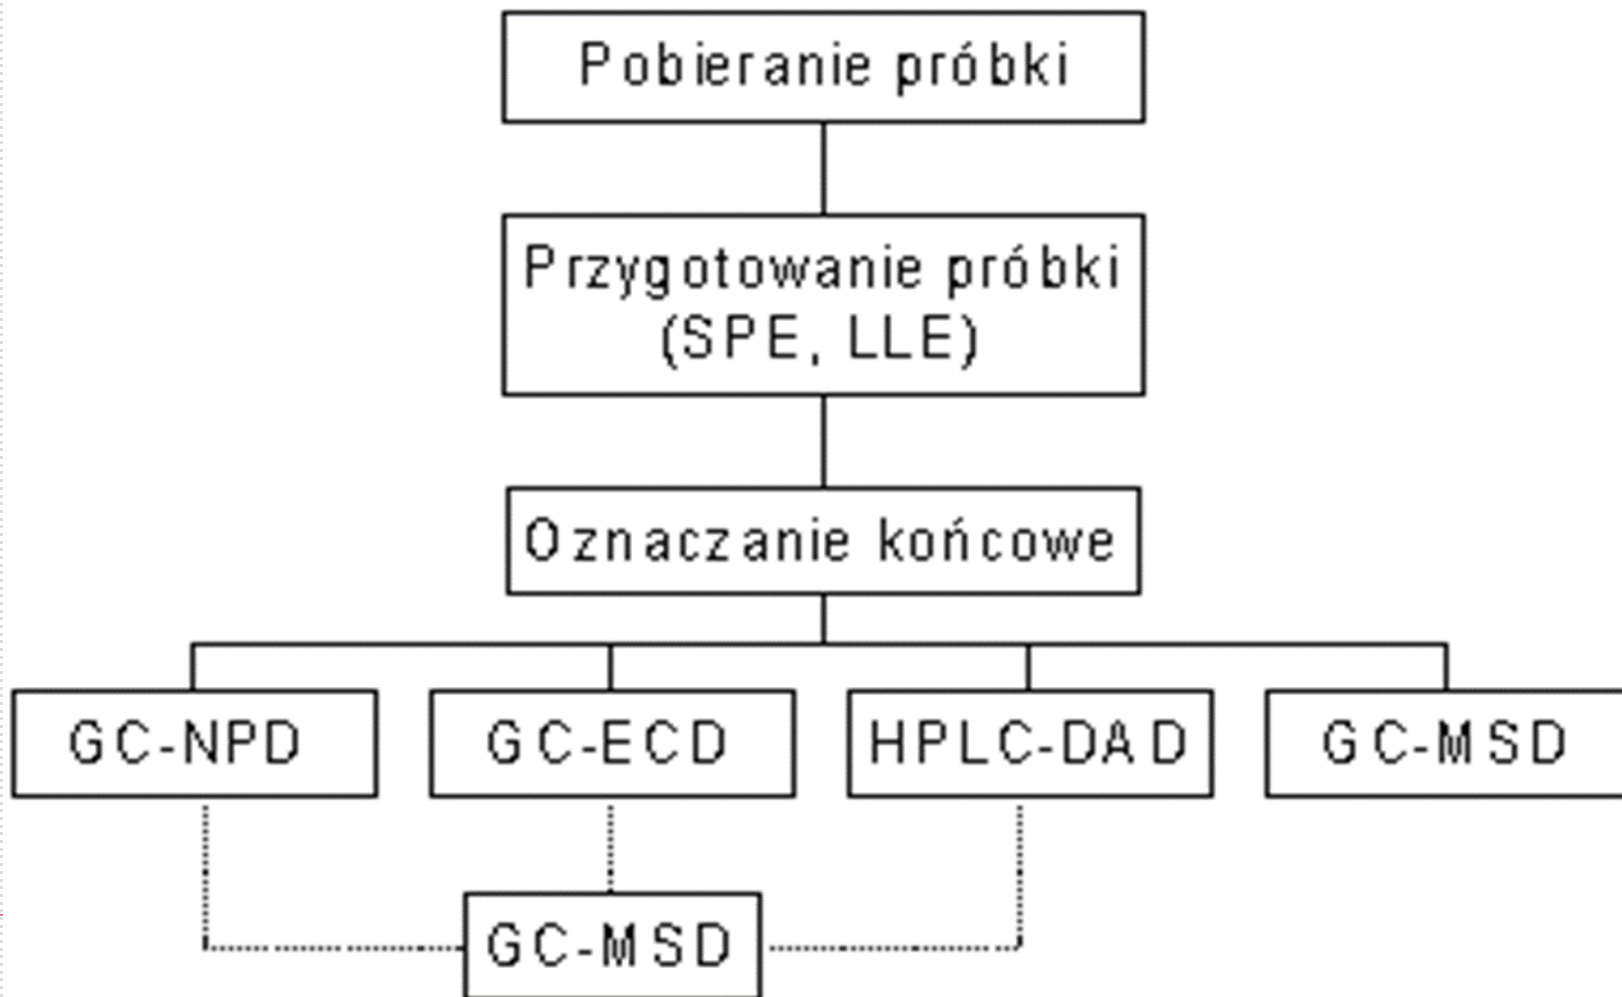 Pobieranie próbki
Przygotowanie próbki
(SPE, LLE)
Oznaczanie końcowe
GC-NPD
GC-ECD
HPLC-DAD
GC-MSD
GC-MSD